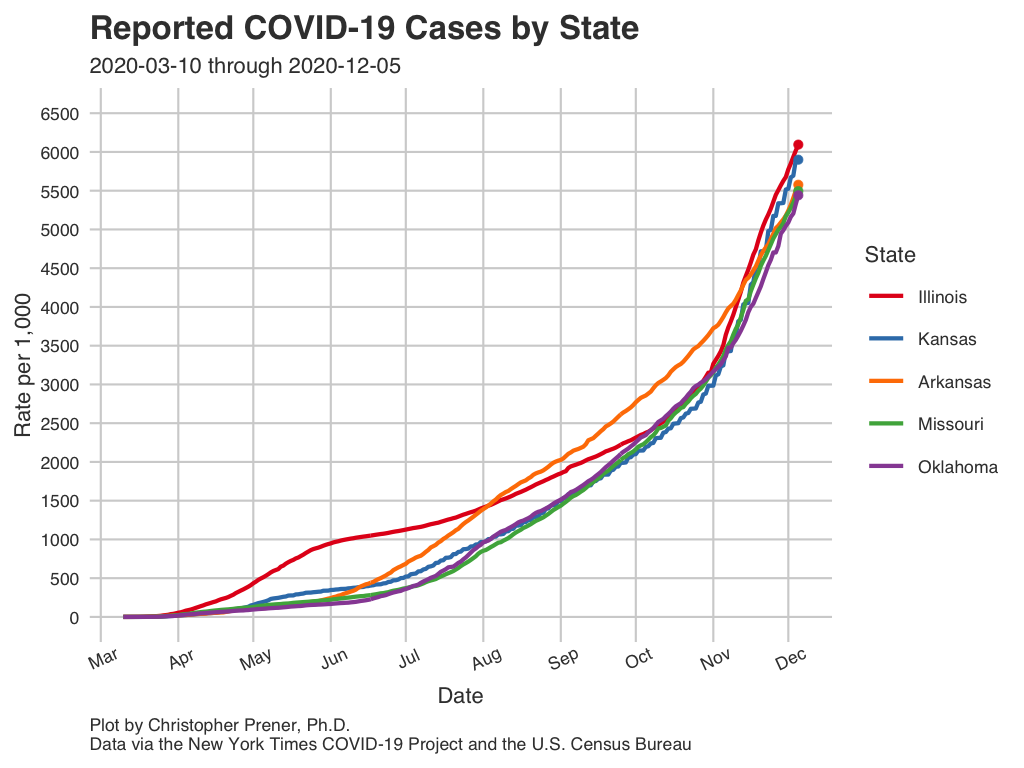 Reported COVID-19 Cases by State
2020-03-10 through 2020-12-05
6500
6000
5500
5000
4500
4000
3500
3000
2500
2000
1500
1000
500
0
Rate per 1,000
Mar
Apr
May
Jun
Jul
Aug
Sep
Oct
Nov
Dec
Date
State
Illinois
Kansas
Arkansas
Missouri
Oklahoma
Plot by Christopher Prener, Ph.D.
Data via the New York Times COVID-19 Project and the U.S. Census Bureau